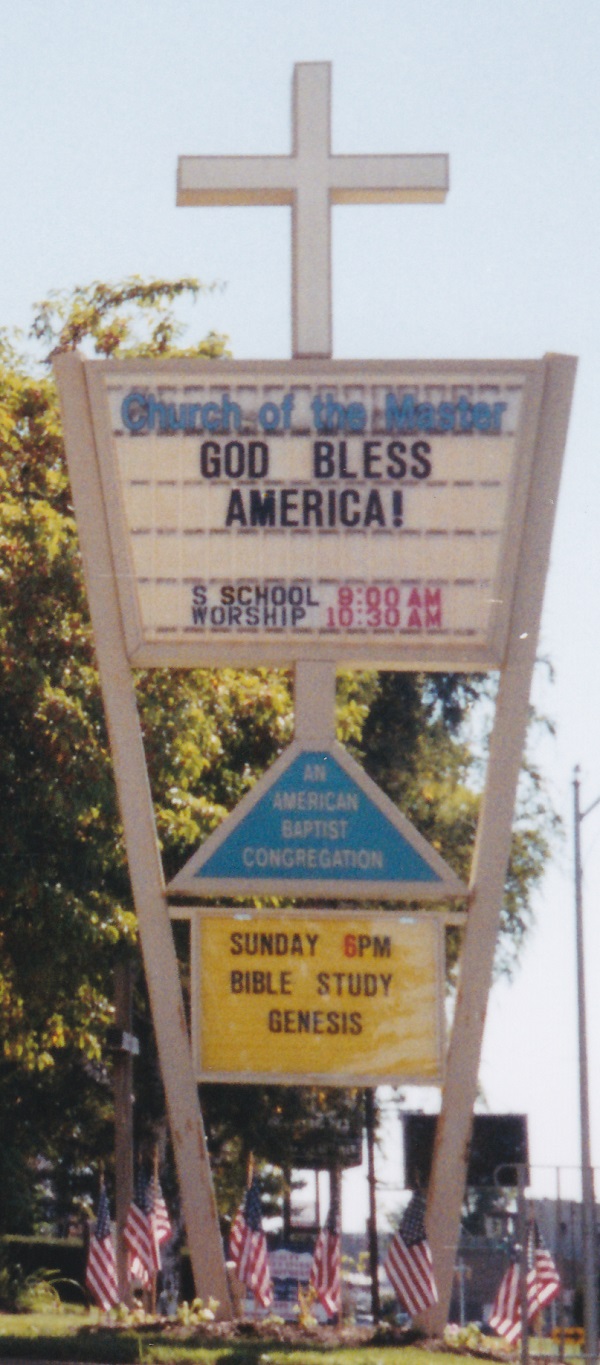 Church of the Master
GOD BLESS
AMERICA!
S SCHOOL 9:00 AM
WORSHIP 10:30 AM
AN
AMERICAN
BAPTIST
CONGREGATION
SUNDAY 6PM
BIBLE STUDY
GENESIS